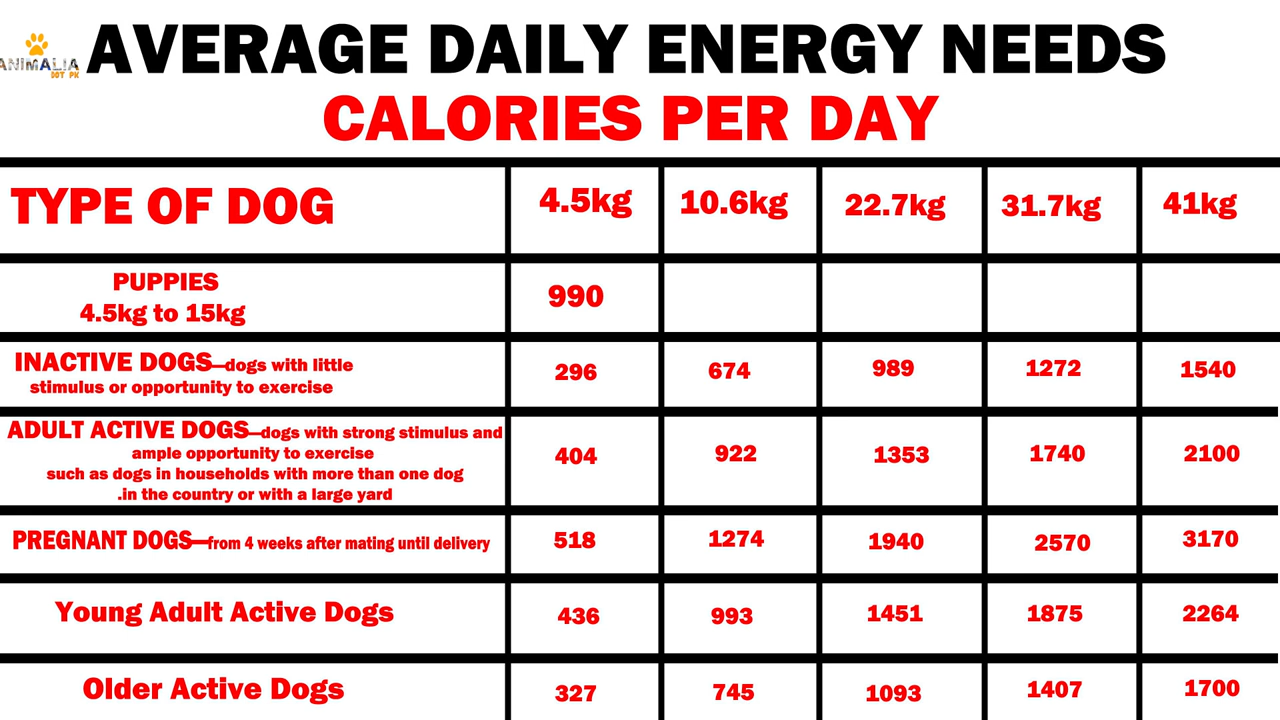 AVERAGE DAILY ENERGY NEEDS
ANIMALIA
DOT PK
CALORIES PER DAY
TYPE OF DOG 4.5kg 10.6kg 22.7kg 31.7kg 41kg
PUPPIES
4.5kg to 15kg
990
INACTIVE DOGS—dogs with little
stimulus or opportunity to exercise
296 674 989 1272 1540
ADULT ACTIVE DOGS—dogs with strong stimulus and
ample opportunity to exercise
such as dogs in households with more than one dog
.in the country or with a large yard
404 922 1353 1740 2100
PREGNANT DOGS—from 4 weeks after mating until delivery 518 1274 1940 2570 3170
Young Adult Active Dogs 436 993 1451 1875 2264
Older Active Dogs 327 745 1093 1407 1700